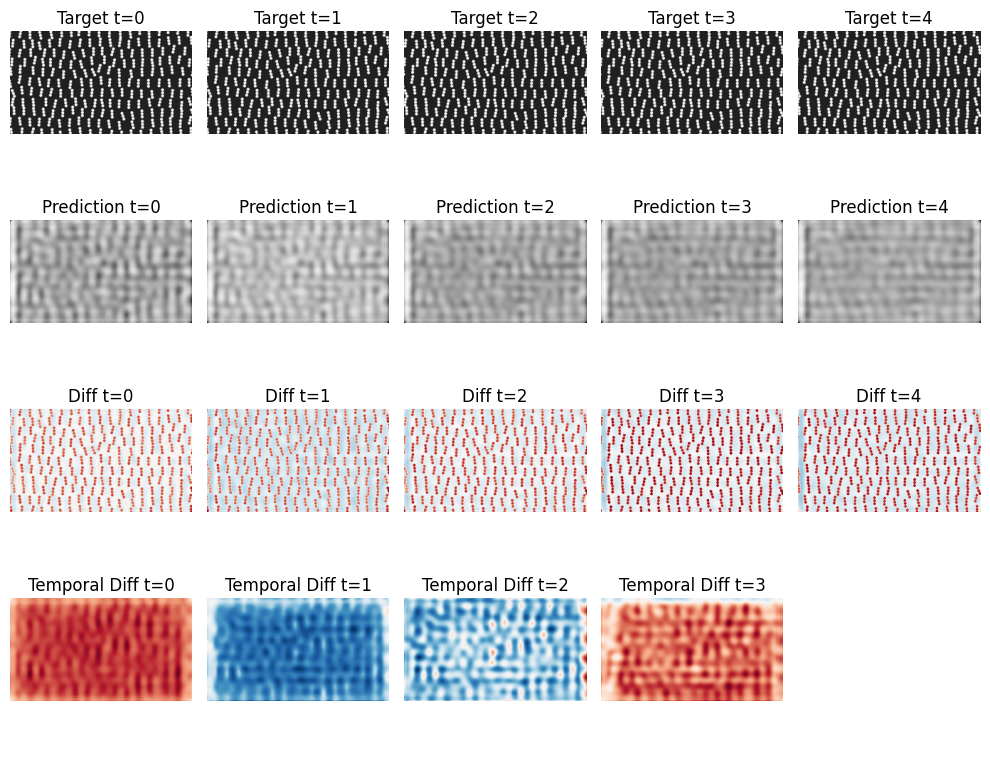 Target t=0 Target t=1 Target t=2 Target t=3 Target t=4
Prediction t=0 Prediction t=1 Prediction t=2 Prediction t=3 Prediction t=4
Diff t=0 Diff t=1 Diff t=2 Diff t=3 Diff t=4
Temporal Diff t=0 Temporal Diff t=1 Temporal Diff t=2 Temporal Diff t=3